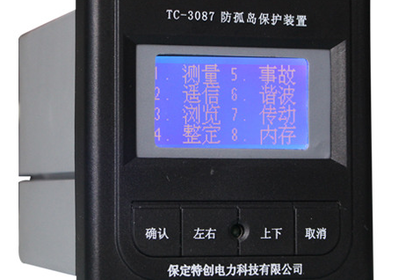 TC-3087 防孤岛保护装置
1. 测量 5. 事故
2. 遥信 6. 谐波
3. 浏览 7. 传动
4. 整定 8. 内存
确认 左右 上下 取消
保定特创电力科技有限公司